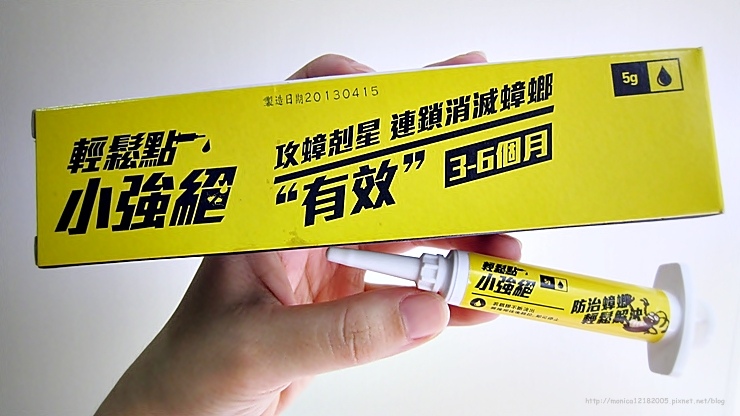 製造日期20130415
5g
輕鬆點
小強絕
攻蟑剋星 連鎖消滅蟑螂
“有效”
3-6個月
輕鬆點
小強絕
5g
防治蟑螂
輕鬆解決
http://monica12182005.pixnet.net/blog